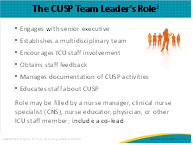 The CUSP Team Leader's Role³
• Engages with senior executive
• Establishes a multidisciplinary team
• Encourages ICU staff involvement
• Obtains staff feedback
• Manages documentation of CUSP activities
• Educates staff about CUSP
Role may be filled by a nurse manager, clinical nurse
specialist (CNS), nurse educator, physician, or other
ICU staff member; include a co-lead